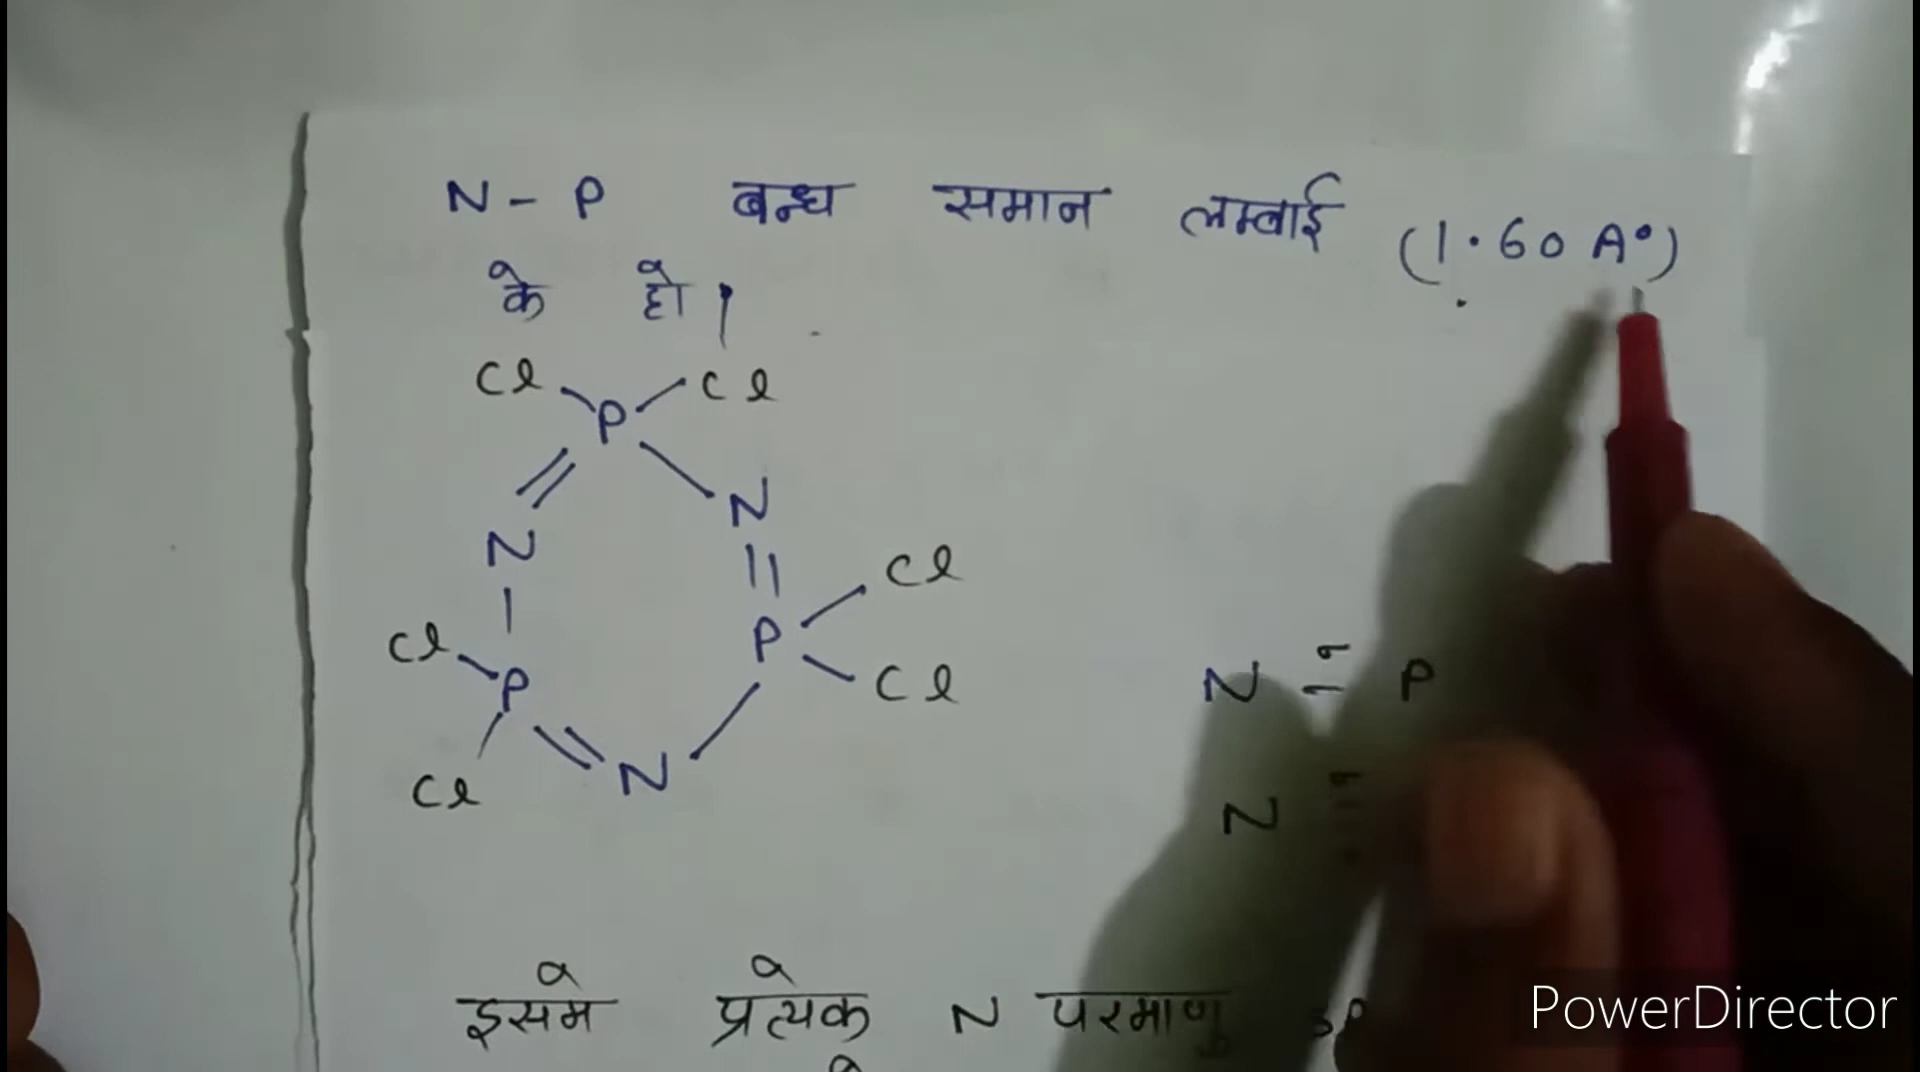 N - P बन्ध समान लम्बाई (1.60 A°)
के हो।
Cl Cl
P
N
N
Cl
Cl P
P Cl
N
Cl
N P
N
इसमे प्रत्येक N परमाणु
PowerDirector